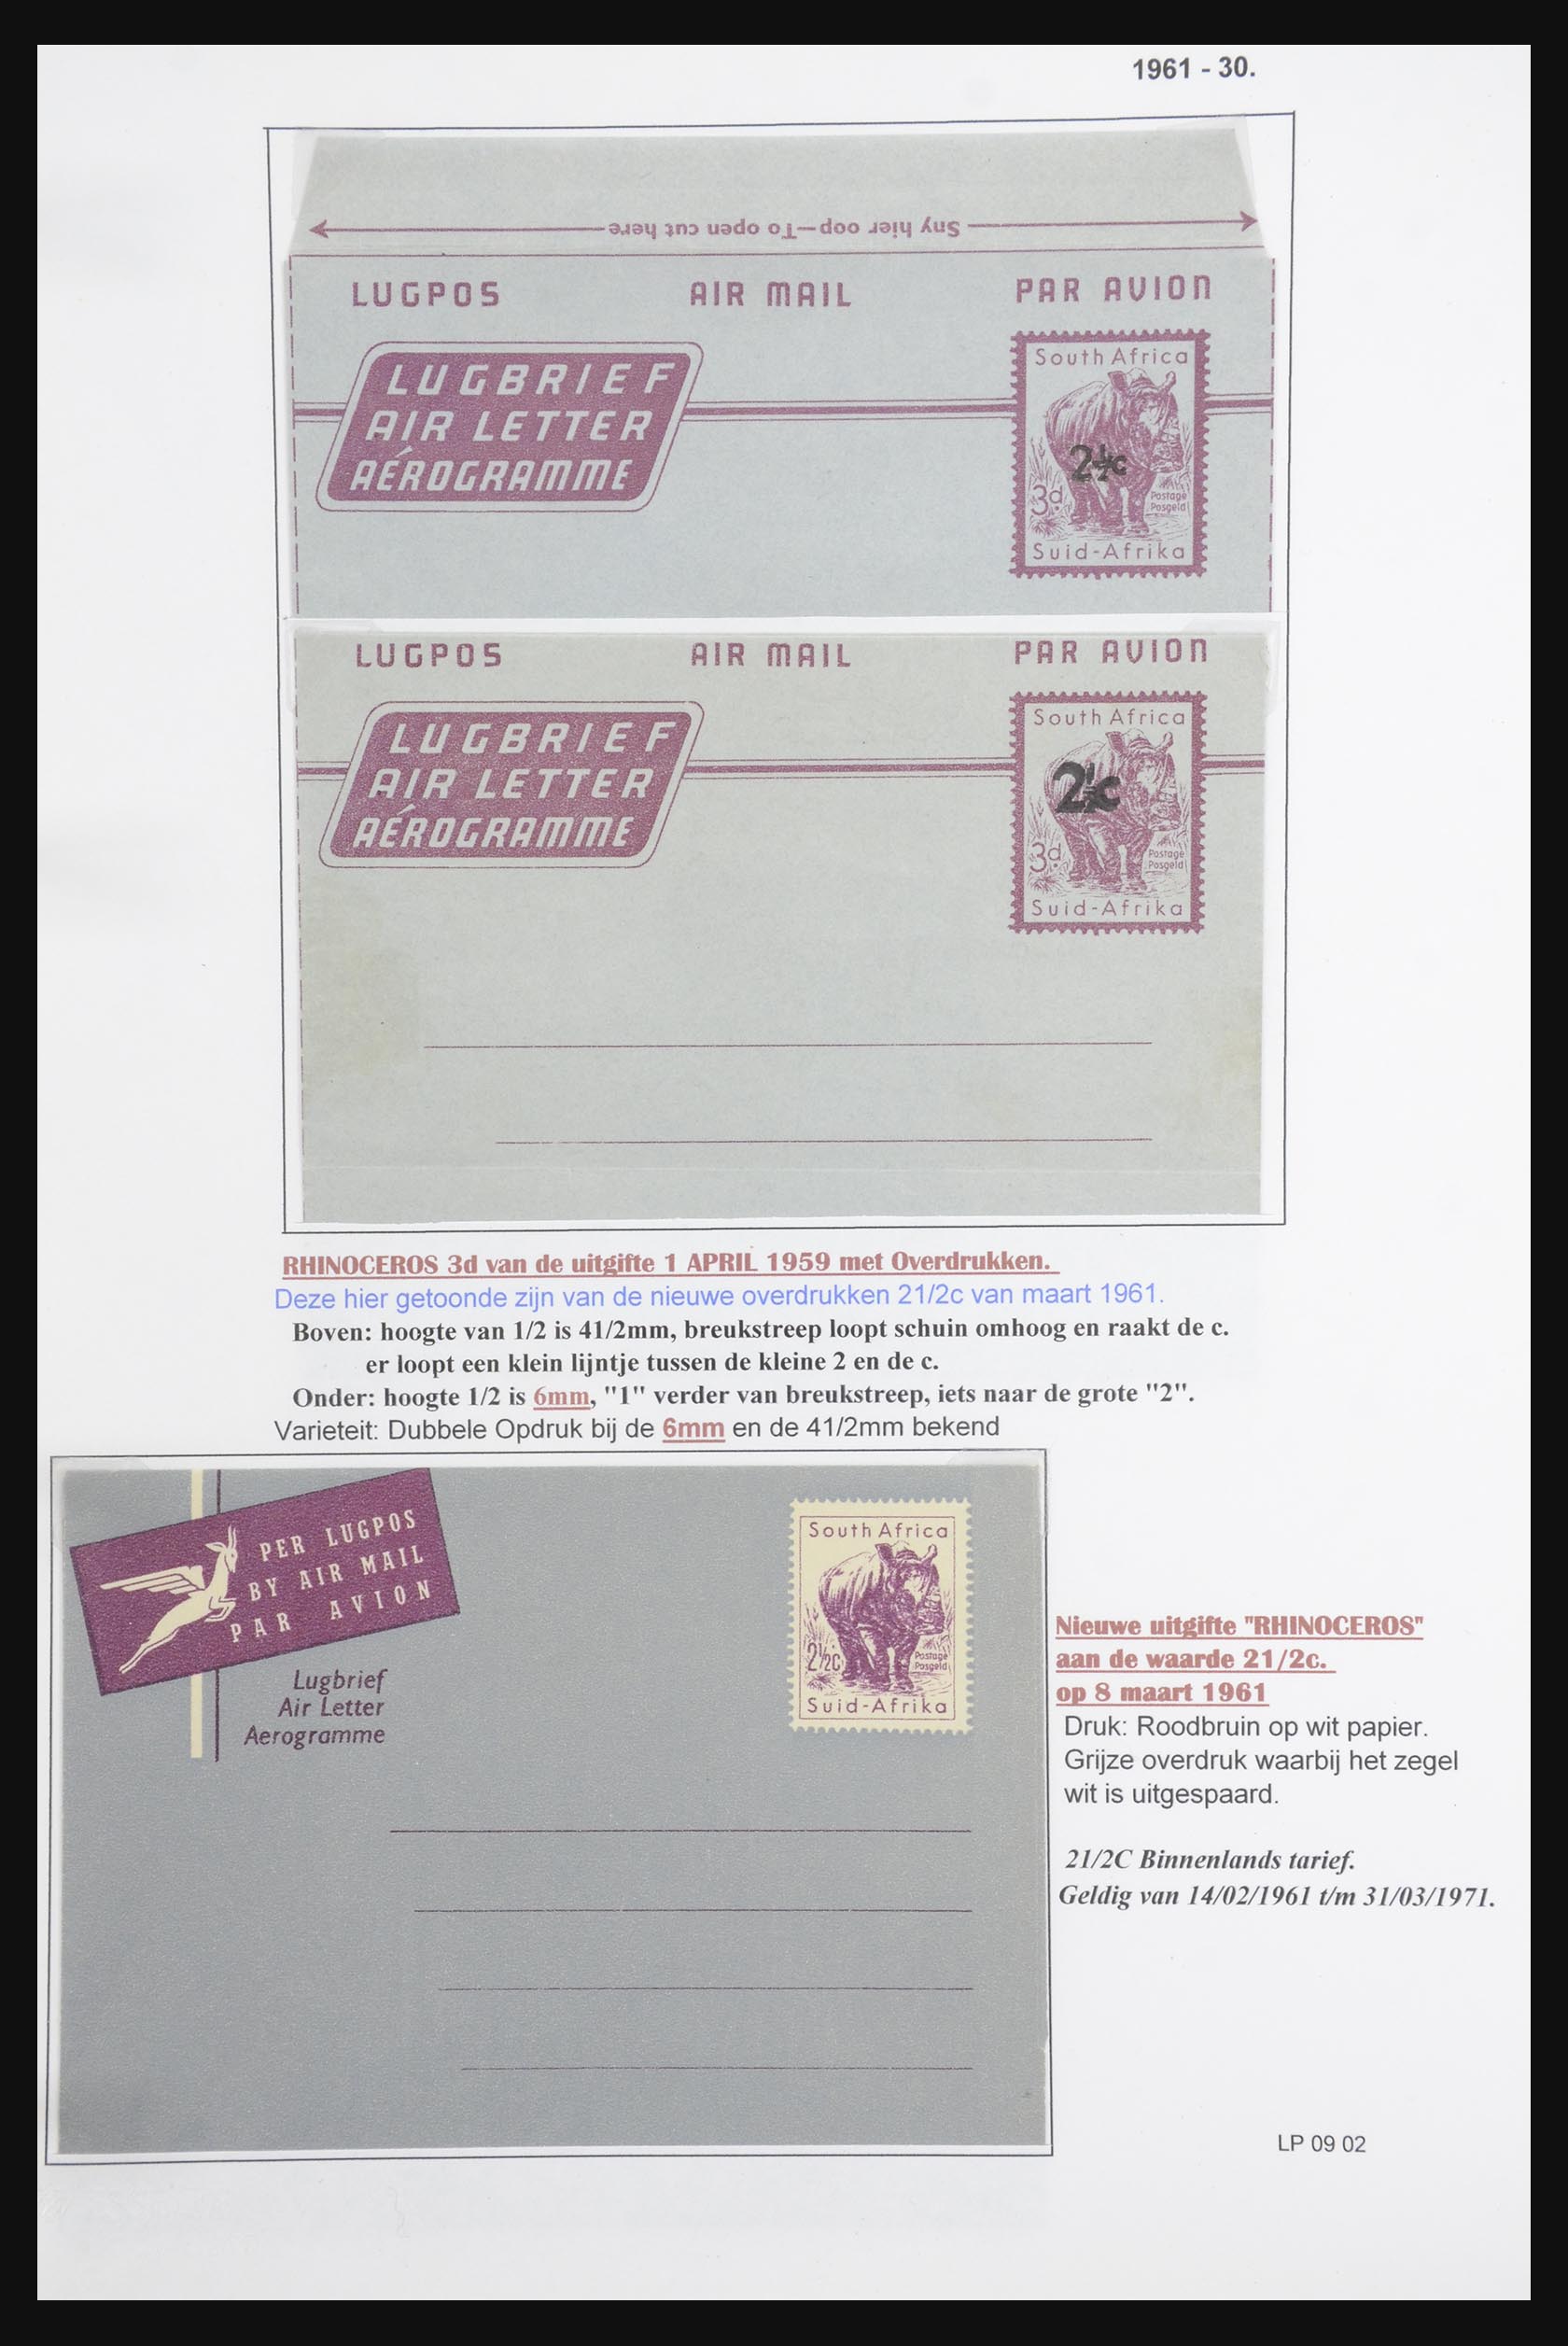 1961 - 30.
Sny hier oop—To open cut here
LUGPOS AIR MAIL PAR AVION
LUGBRIEF
AIR LETTER
AÉROGRAMME
South Africa
2½c
3d.
Postage
Posgeld
Suid-Afrika
LUGPOS AIR MAIL PAR AVION
LUGBRIEF
AIR LETTER
AÉROGRAMME
South Africa
2½c
3d.
Postage
Posgeld
Suid-Afrika
RHINOCEROS 3d van de uitgifte 1 APRIL 1959 met Overdrukken.
Deze hier getoonde zijn van de nieuwe overdrukken 21/2c van maart 1961.
Boven: hoogte van 1/2 is 41/2mm, breukstreep loopt schuin omhoog en raakt de c.
er loopt een klein lijntje tussen de kleine 2 en de c.
Onder: hoogte 1/2 is 6mm, "1" verder van breukstreep, iets naar de grote "2".
Varieteit: Dubbele Opdruk bij de 6mm en de 41/2mm bekend
PER LUGPOS
BY AIR MAIL
PAR AVION
Lugbrief
Air Letter
Aerogramme
South Africa
2½c
Postage
Posgeld
Suid-Afrika
Nieuwe uitgifte "RHINOCEROS"
aan de waarde 21/2c.
op 8 maart 1961
Druk: Roodbruin op wit papier.
Grijze overdruk waarbij het zegel
wit is uitgespaard.
21/2C Binnenlands tarief.
Geldig van 14/02/1961 t/m 31/03/1971.
LP 09 02